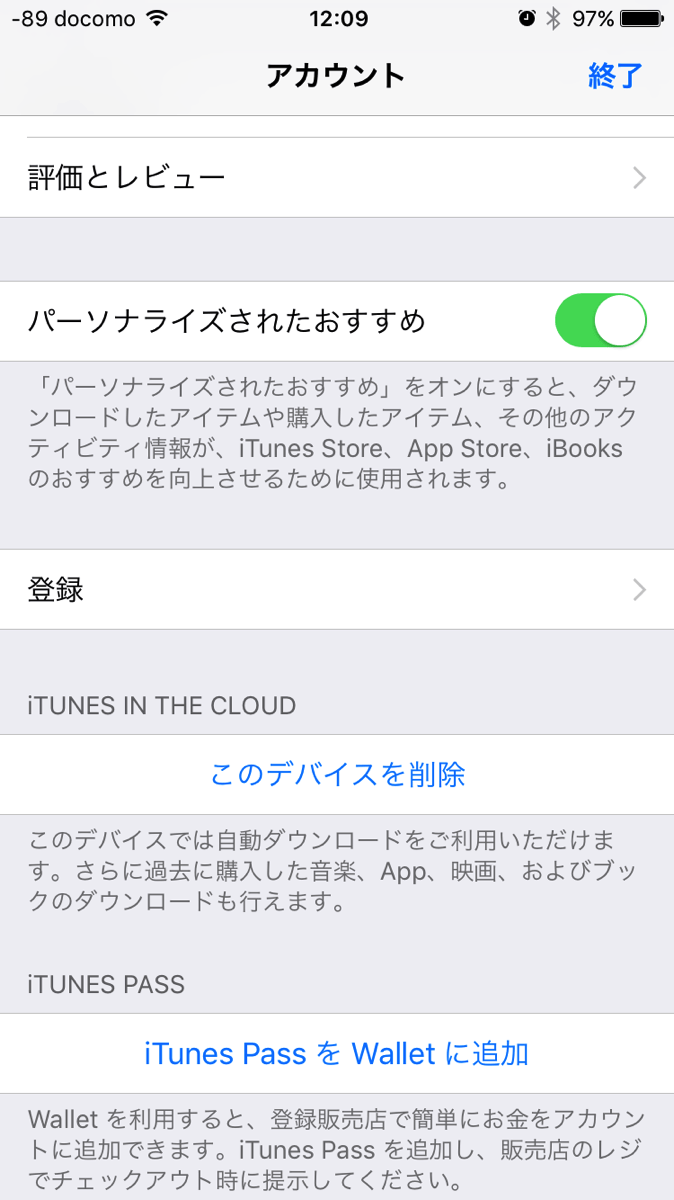 -89 docomo 12:09 97%
アカウント 終了
評価とレビュー
パーソナライズされたおすすめ
「パーソナライズされたおすすめ」をオンにすると、ダウ
ンロードしたアイテムや購入したアイテム、その他のアク
ティビティ情報が、iTunes Store、App Store、iBooks
のおすすめを向上させるために使用されます。
登録
iTUNES IN THE CLOUD
このデバイスを削除
このデバイスでは自動ダウンロードをご利用いただけま
す。さらに過去に購入した音楽、App、映画、およびブッ
クのダウンロードも行えます。
iTUNES PASS
iTunes Pass を Wallet に追加
Wallet を利用すると、登録販売店で簡単にお金をアカウン
トに追加できます。iTunes Pass を追加し、販売店のレジ
でチェックアウト時に提示してください。